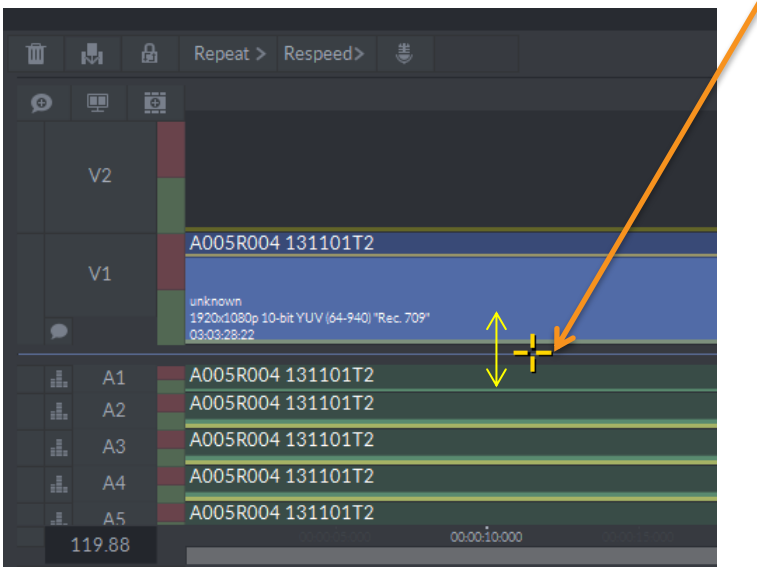 Repeat > Respeed>
V2
A005R004 131101T2
V1
unknown
1920x1080p 10-bit YUV (64-940) "Rec. 709"
03:03:28:22
A1 A005R004 131101T2
A2 A005R004 131101T2
A3 A005R004 131101T2
A4 A005R004 131101T2
A5 A005R004 131101T2
119.88 00:00:10:000